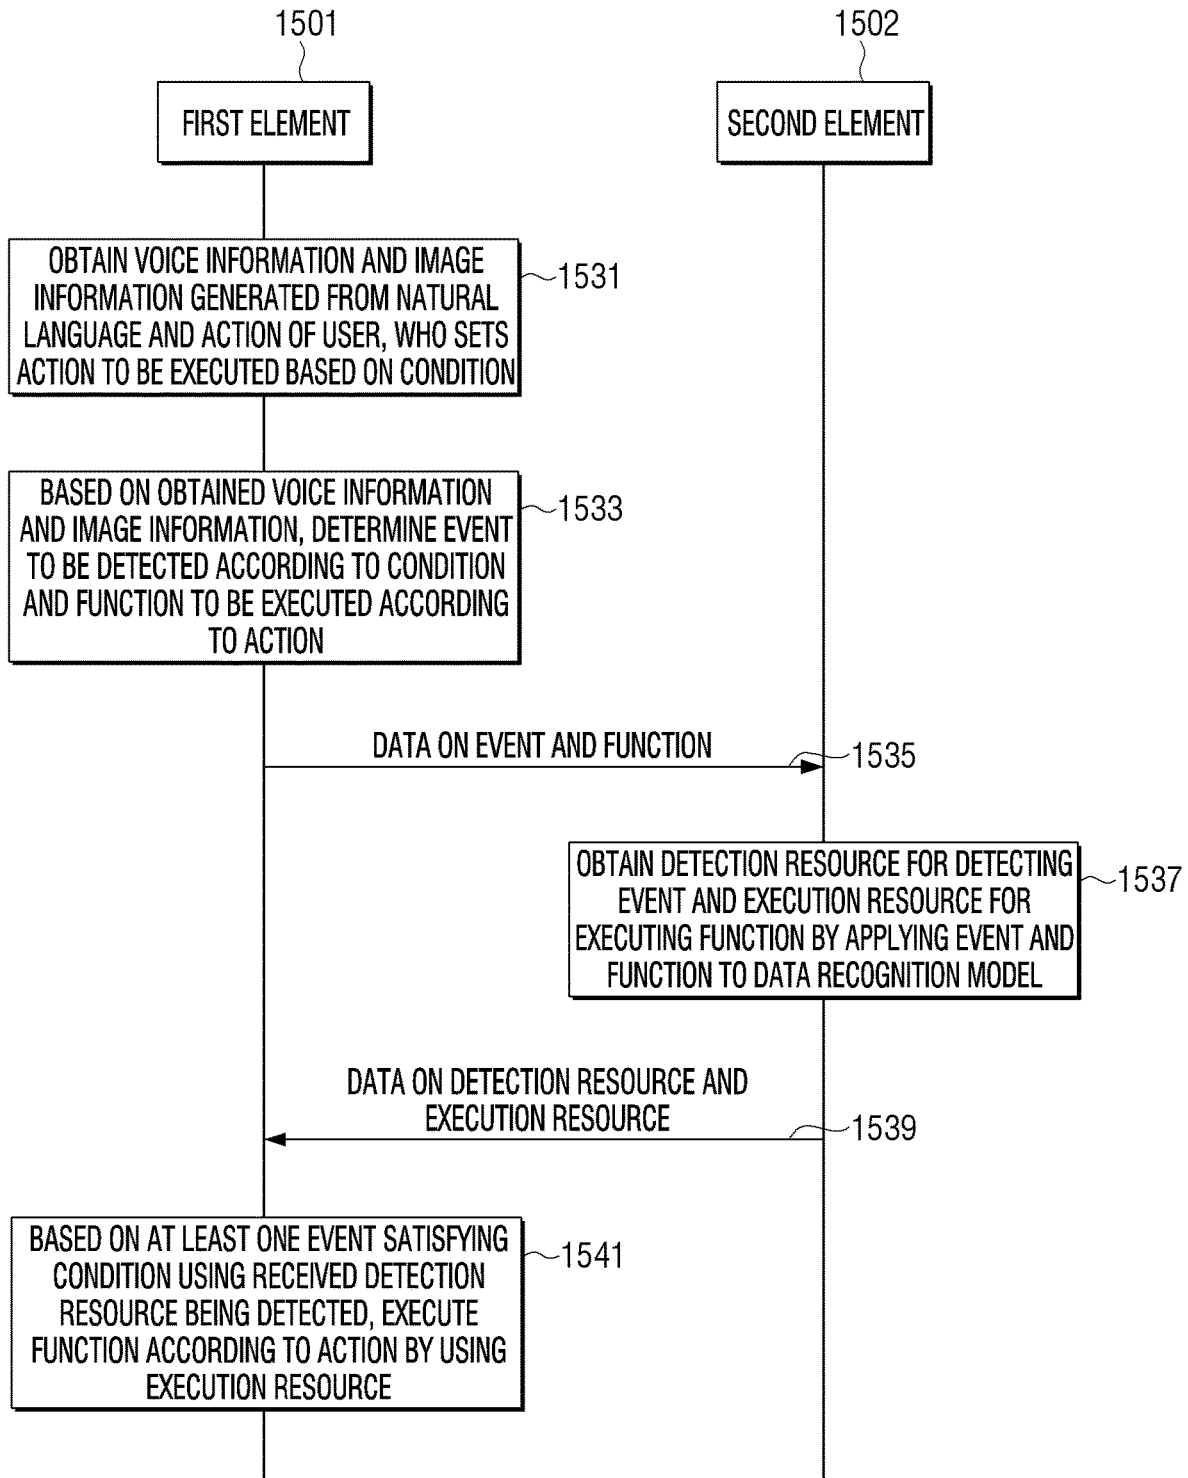 1501
1502
FIRST ELEMENT
SECOND ELEMENT
OBTAIN VOICE INFORMATION AND IMAGE
INFORMATION GENERATED FROM NATURAL
LANGUAGE AND ACTION OF USER, WHO SETS
ACTION TO BE EXECUTED BASED ON CONDITION
1531
BASED ON OBTAINED VOICE INFORMATION
AND IMAGE INFORMATION, DETERMINE EVENT
TO BE DETECTED ACCORDING TO CONDITION
AND FUNCTION TO BE EXECUTED ACCORDING
TO ACTION
1533
DATA ON EVENT AND FUNCTION
1535
OBTAIN DETECTION RESOURCE FOR DETECTING
EVENT AND EXECUTION RESOURCE FOR
EXECUTING FUNCTION BY APPLYING EVENT AND
FUNCTION TO DATA RECOGNITION MODEL
1537
DATA ON DETECTION RESOURCE AND
EXECUTION RESOURCE
1539
BASED ON AT LEAST ONE EVENT SATISFYING
CONDITION USING RECEIVED DETECTION
RESOURCE BEING DETECTED, EXECUTE
FUNCTION ACCORDING TO ACTION BY USING
EXECUTION RESOURCE
1541